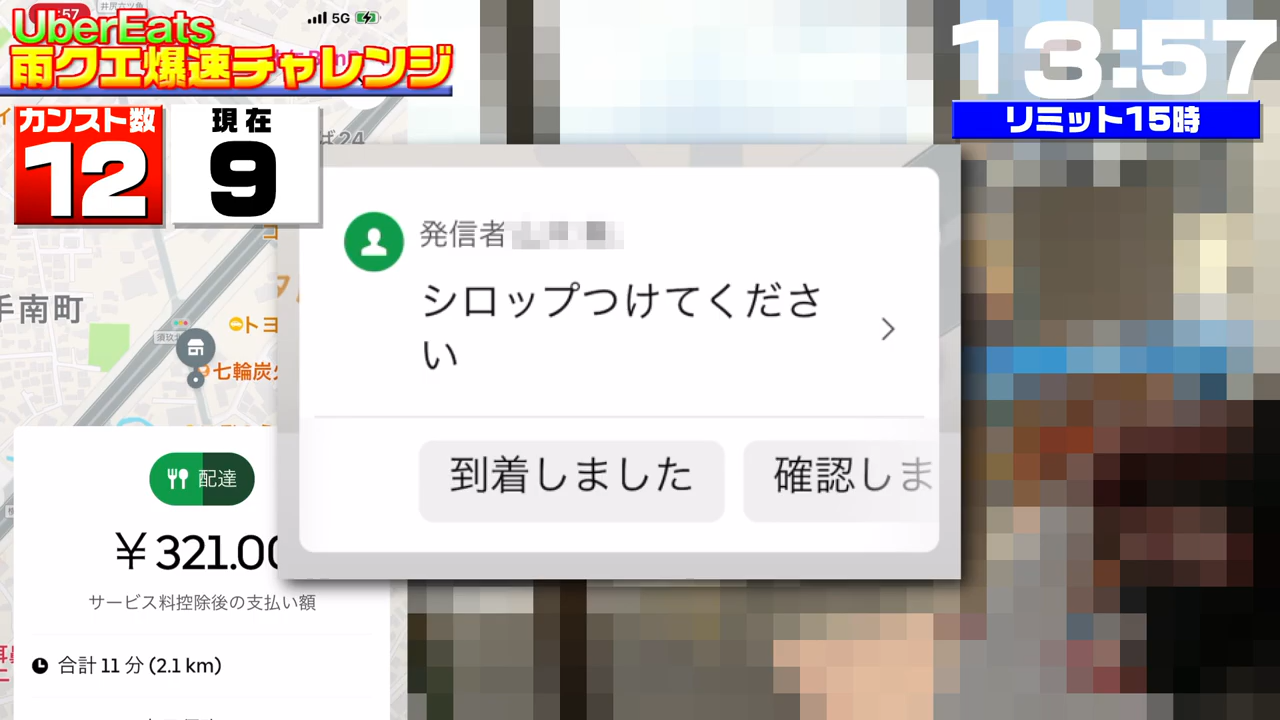 UberEats
雨クエ爆速チャレンジ
5G
13:57
リミット15時
カンスト数
12
現在
9
ば24
手南町
トヨ
七輪炭
発信者
シロップつけてくださ
い
到着しました
確認しま
配達
￥321.00
サービス料控除後の支払い額
合計 11 分 (2.1 km)